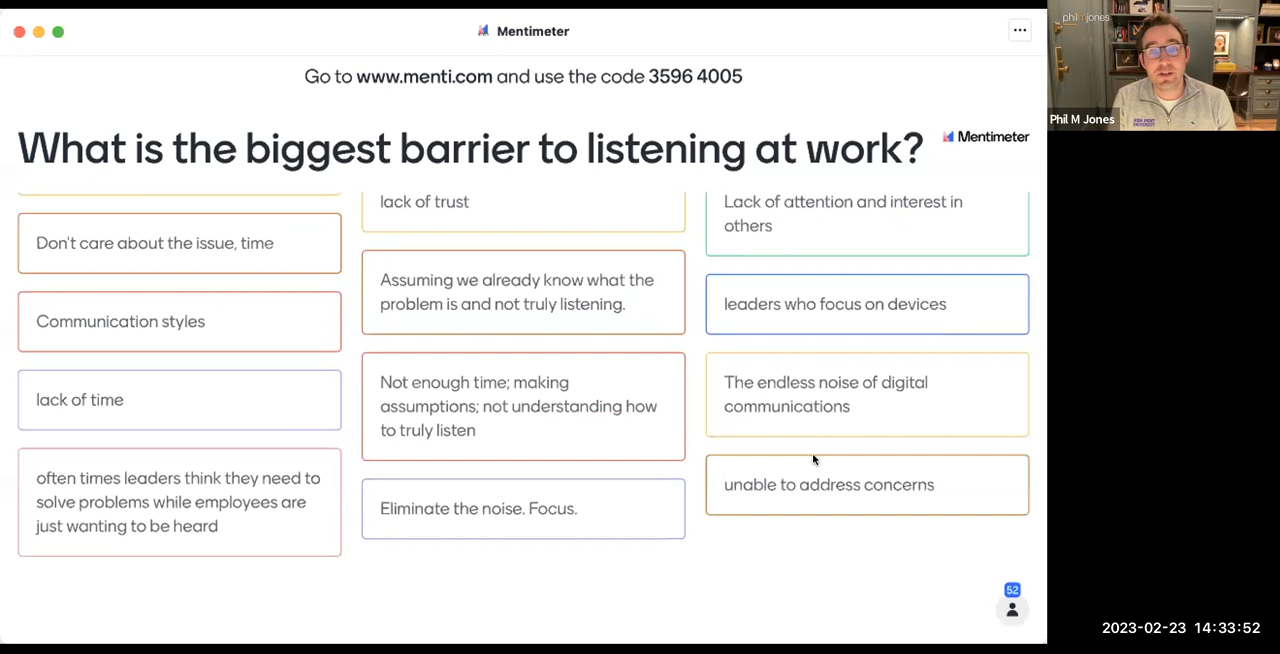 Mentimeter
Go to www.menti.com and use the code 3596 4005
What is the biggest barrier to listening at work?
Mentimeter
Don't care about the issue, time
Communication styles
lack of time
often times leaders think they need to
solve problems while employees are
just wanting to be heard
lack of trust
Assuming we already know what the
problem is and not truly listening.
Not enough time; making
assumptions; not understanding how
to truly listen
Eliminate the noise. Focus.
Lack of attention and interest in
others
leaders who focus on devices
The endless noise of digital
communications
unable to address concerns
52
philmjones
Phil M Jones
2023-02-23 14:33:52